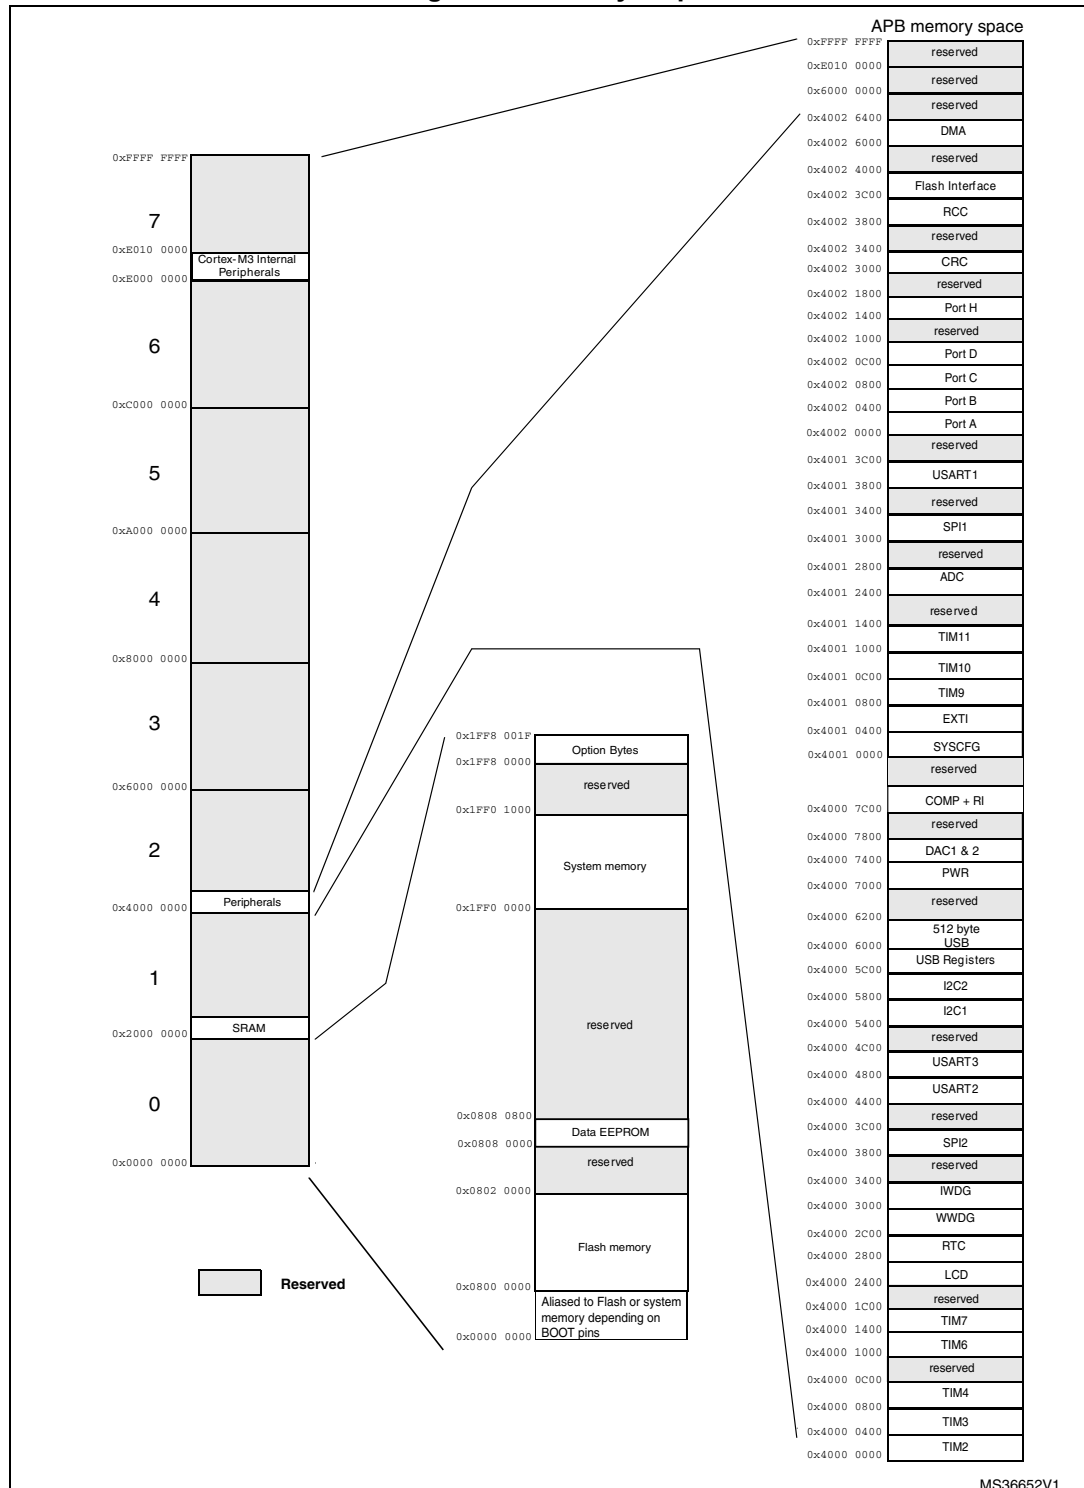 APB memory space
0xFFFF FFFF
reserved
0xE010 0000
reserved
0x6000 0000
reserved
0x4002 6400
DMA
0x4002 6000
reserved
0x4002 4000
Flash Interface
0x4002 3C00
RCC
0x4002 3800
reserved
0x4002 3400
CRC
0x4002 3000
reserved
0x4002 1800
Port H
0x4002 1400
reserved
0x4002 1000
Port D
0x4002 0C00
Port C
0x4002 0800
Port B
0x4002 0400
Port A
0x4002 0000
reserved
0x4001 3C00
USART1
0x4001 3800
reserved
0x4001 3400
SPI1
0x4001 3000
reserved
0x4001 2800
ADC
0x4001 2400
reserved
0x4001 1400
TIM11
0x4001 1000
TIM10
0x4001 0C00
TIM9
0x4001 0800
EXTI
0x4001 0400
SYSCFG
0x4001 0000
reserved
COMP + RI
0x4000 7C00
reserved
0x4000 7800
DAC1 & 2
0x4000 7400
PWR
0x4000 7000
reserved
0x4000 6200
512 byte
USB
0x4000 6000
USB Registers
0x4000 5C00
I2C2
0x4000 5800
I2C1
0x4000 5400
reserved
0x4000 4C00
USART3
0x4000 4800
USART2
0x4000 4400
reserved
0x4000 3C00
SPI2
0x4000 3800
reserved
0x4000 3400
IWDG
0x4000 3000
WWDG
0x4000 2C00
RTC
0x4000 2800
LCD
0x4000 2400
reserved
0x4000 1C00
TIM7
0x4000 1400
TIM6
0x4000 1000
reserved
0x4000 0C00
TIM4
0x4000 0800
TIM3
0x4000 0400
TIM2
0x4000 0000
0xFFFF FFFF
7
0xE010 0000
Cortex-M3 Internal
Peripherals
0xE000 0000
6
0xC000 0000
5
0xA000 0000
4
0x8000 0000
3
0x6000 0000
2
Peripherals
0x4000 0000
1
SRAM
0x2000 0000
0
0x0000 0000
0x1FF8 001F
Option Bytes
0x1FF8 0000
reserved
0x1FF0 1000
System memory
0x1FF0 0000
reserved
0x0808 0800
Data EEPROM
0x0808 0000
reserved
0x0802 0000
Flash memory
0x0800 0000
Aliased to Flash or system
memory depending on
BOOT pins
0x0000 0000
Reserved
MS36652V1